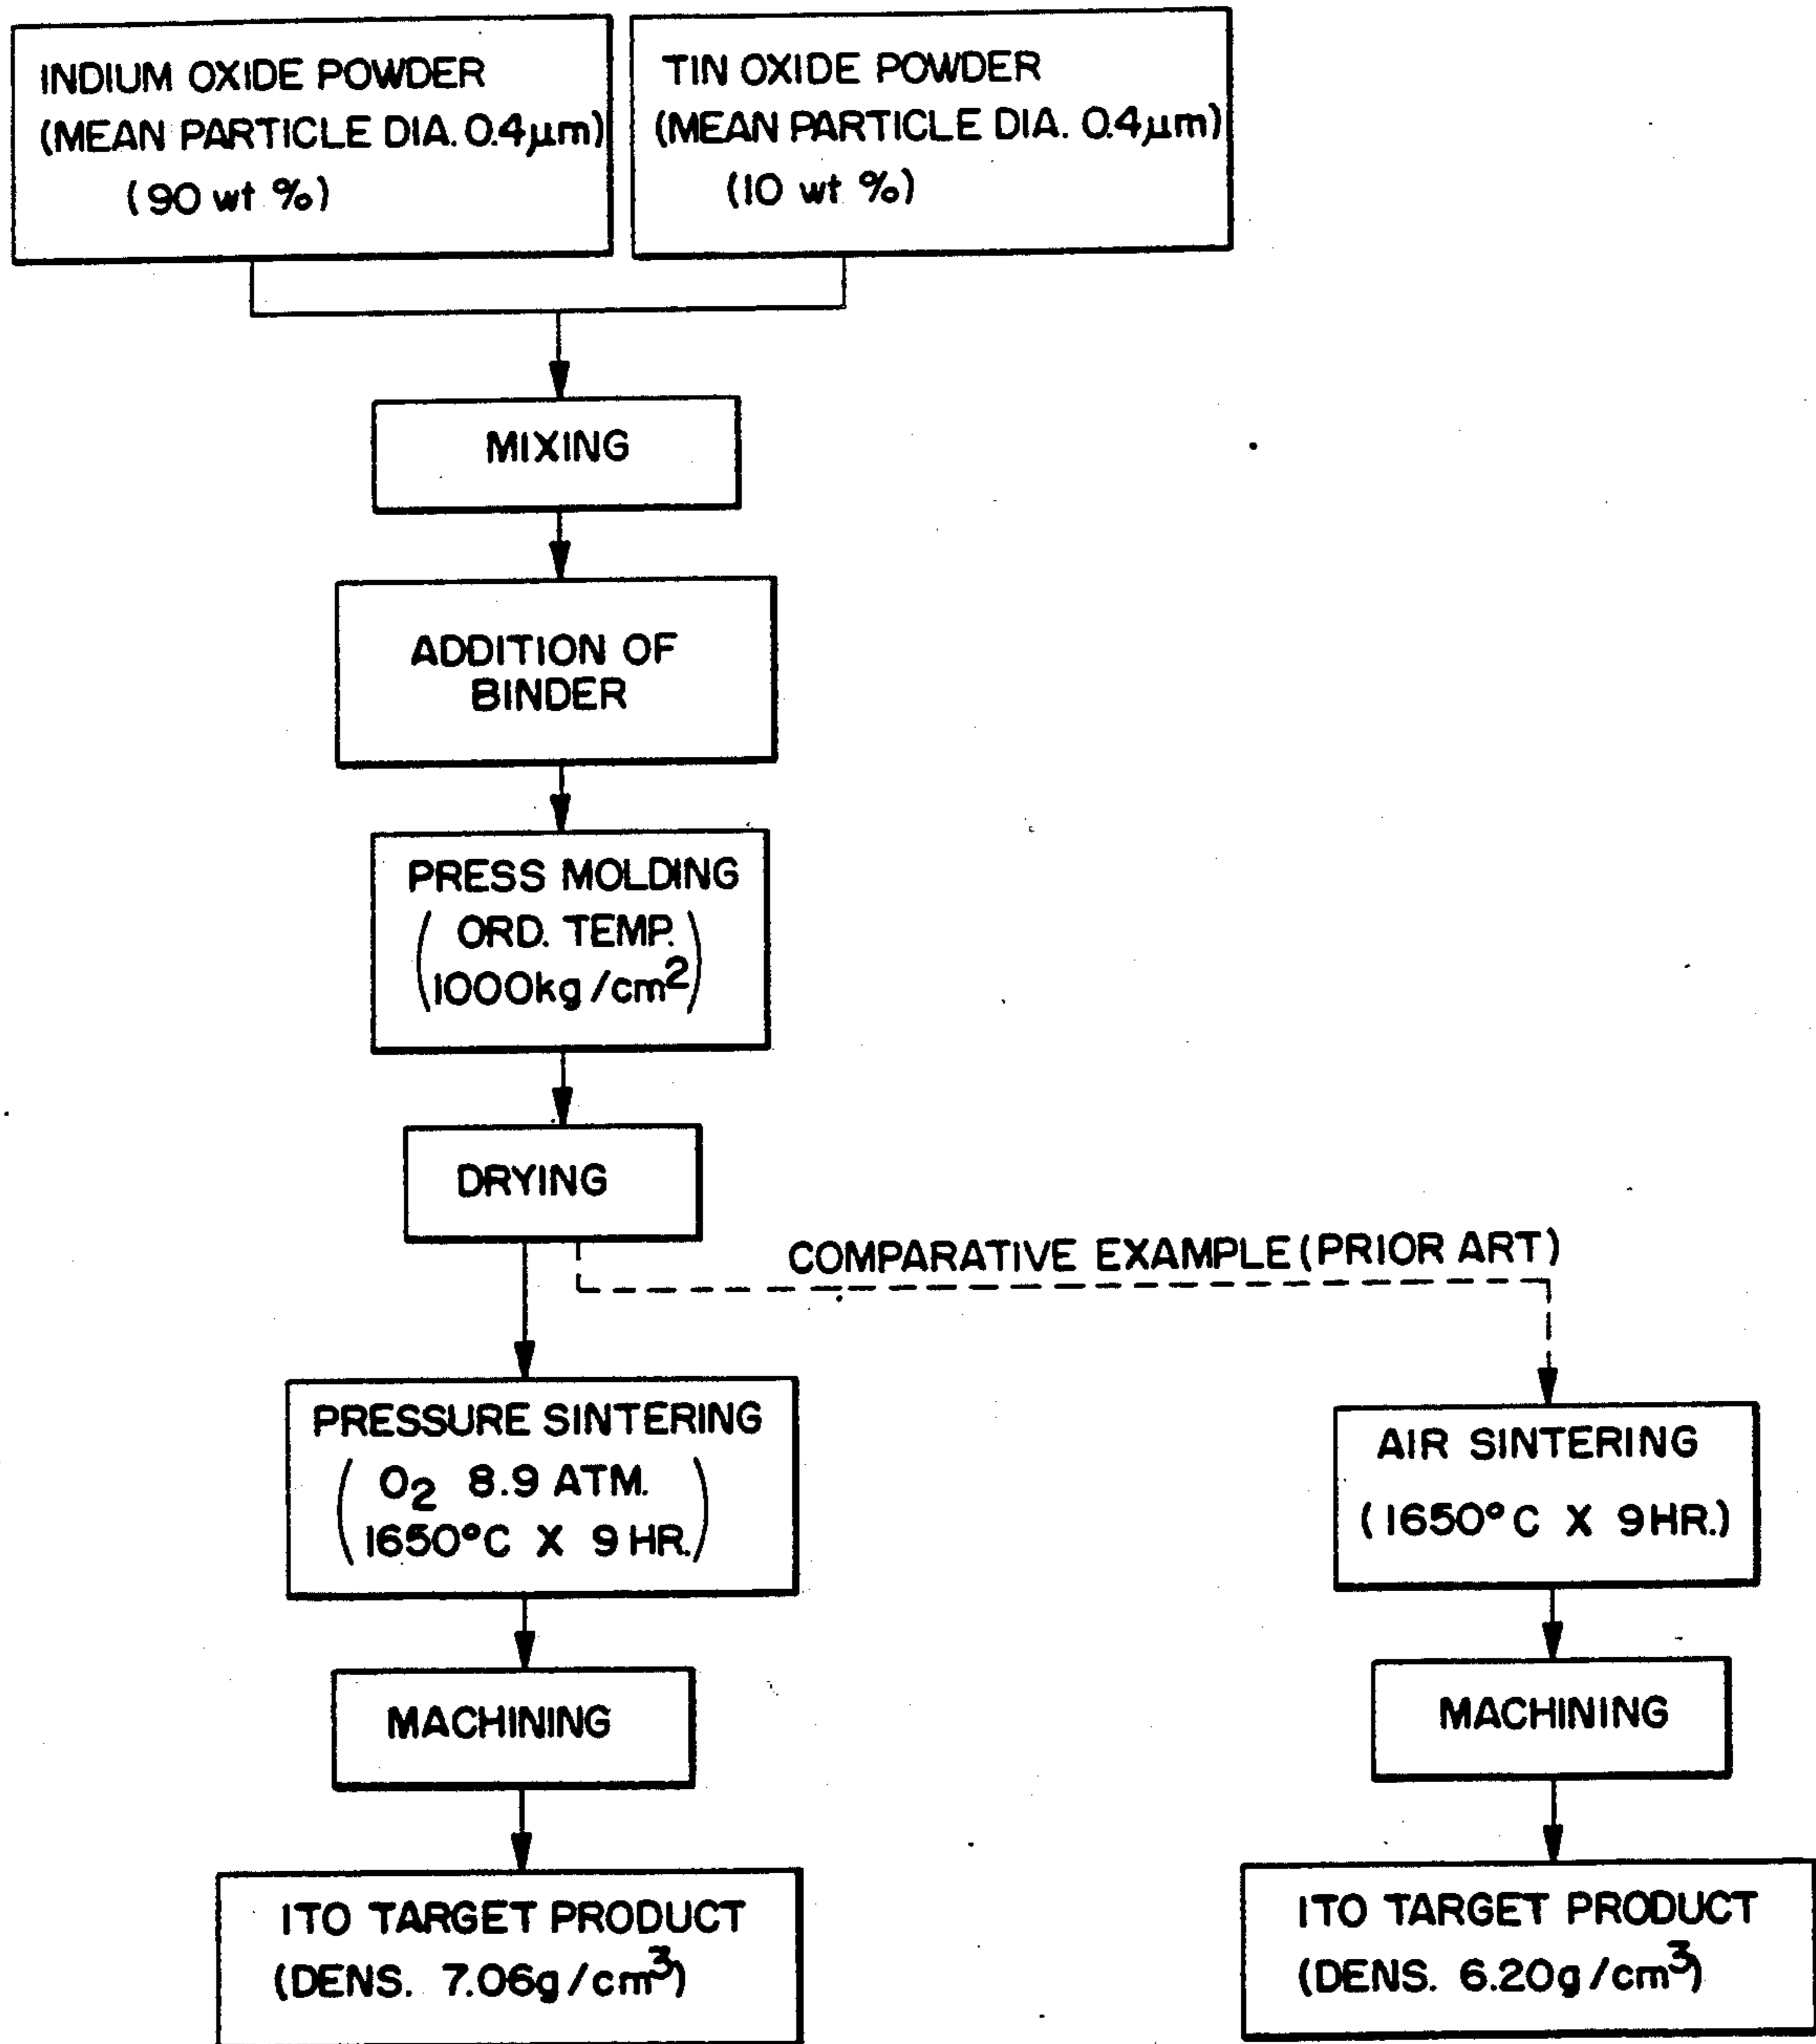 INDIUM OXIDE POWDER
(MEAN PARTICLE DIA. 0.4μm)
(90 wt %)
TIN OXIDE POWDER
(MEAN PARTICLE DIA. 0.4μm)
(10 wt %)
MIXING
ADDITION OF
BINDER
PRESS MOLDING
(ORD. TEMP.
1000kg/cm²)
DRYING
COMPARATIVE EXAMPLE (PRIOR ART)
PRESSURE SINTERING
(O₂ 8.9 ATM.
1650°C X 9 HR.)
AIR SINTERING
(1650°C X 9HR.)
MACHINING
MACHINING
ITO TARGET PRODUCT
(DENS. 7.06g/cm³)
ITO TARGET PRODUCT
(DENS. 6.20g/cm³)